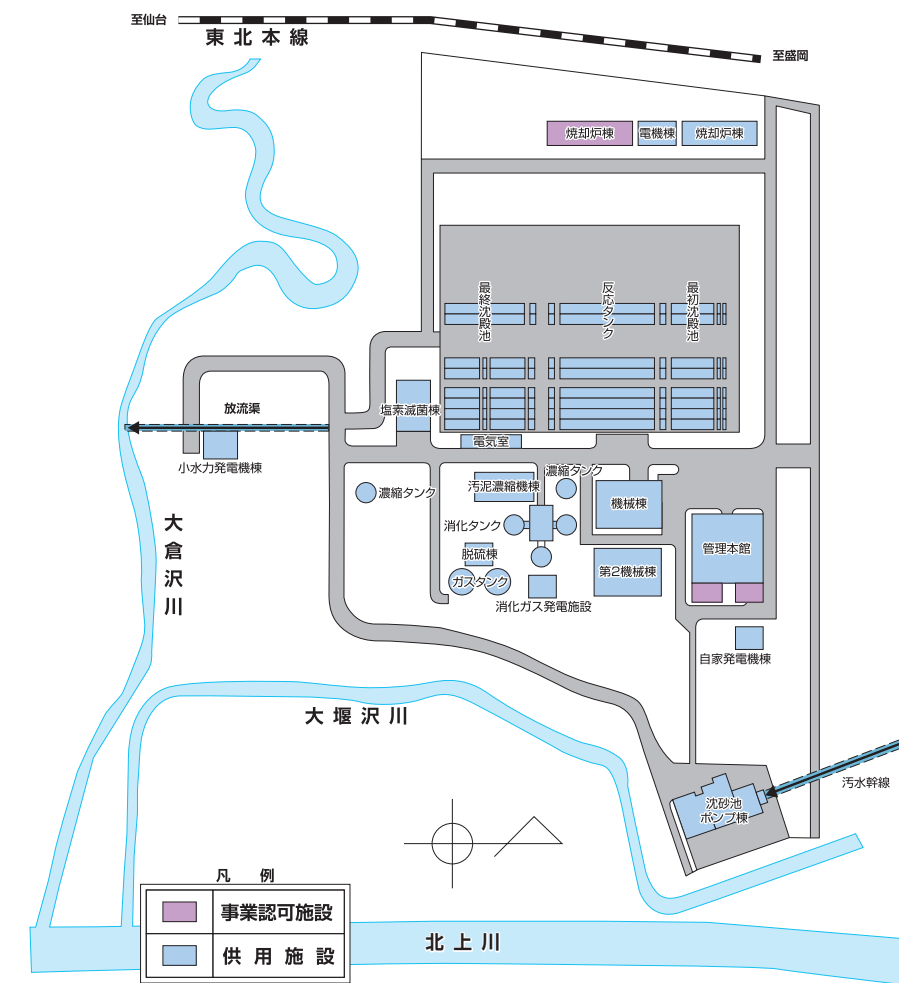 至仙台
東北本線
至盛岡
焼却炉棟
電機棟
焼却炉棟
最終沈殿池
反応タンク
最初沈殿池
塩素滅菌棟
放流渠
電気室
小水力発電機棟
濃縮タンク
濃縮タンク
汚泥濃縮機棟
機械棟
消化タンク
管理本館
脱硫棟
ガスタンク
第2機械棟
消化ガス発電施設
大倉沢川
自家発電機棟
大堰沢川
汚水幹線
沈砂池
ポンプ棟
凡例
事業認可施設
供用施設
北上川